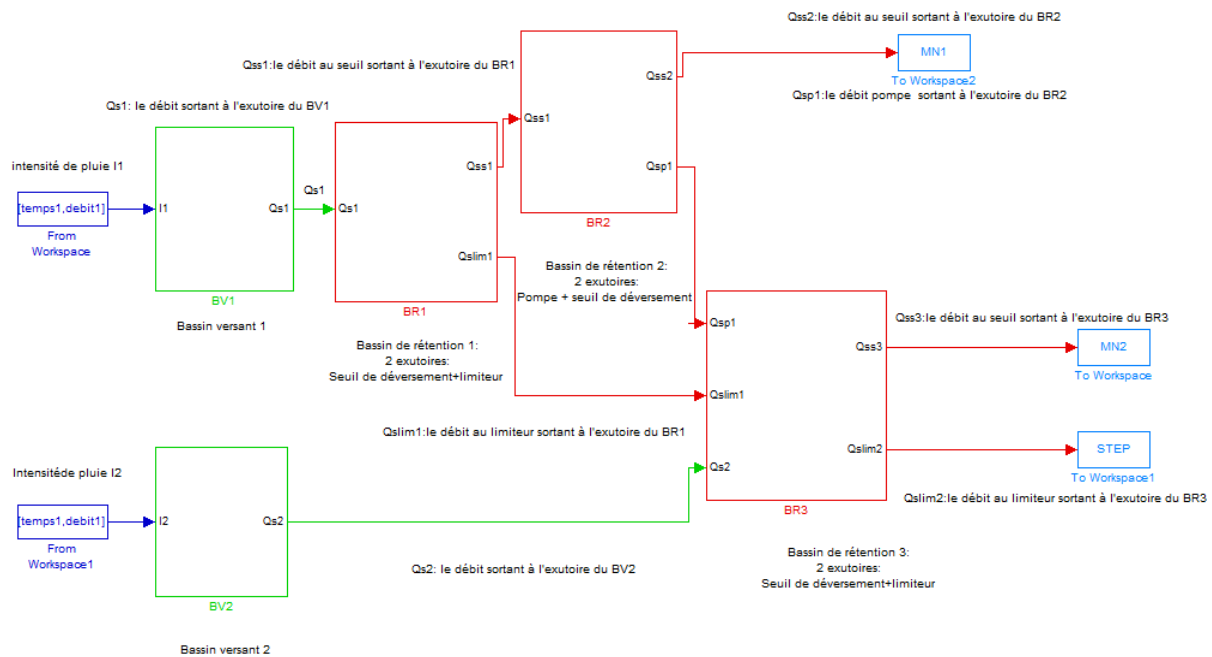 Qss2:le débit au seuil sortant à l'exutoire du BR2
MN1
To Workspace2
Qsp1:le débit pompe  sortant à l'exutoire du BR2
Qss1:le débit au seuil sortant à l'exutoire du BR1
Qss2
Qss1
Qsp1
BR2
Qs1: le débit sortant à l'exutoire du BV1
intensité de pluie I1
[temps1,debit1]
From
Workspace
I1
Qs1
BV1
Bassin versant 1
Qs1
Qs1
Qss1
Qslim1
BR1
Bassin de rétention 1:
2 exutoires:
Seuil de déversement+limiteur
Bassin de rétention 2:
2 exutoires:
Pompe + seuil de déversement
Qsp1
Qslim1
Qs2
Qss3
Qslim2
BR3
Qss3:le débit au seuil sortant à l'exutoire du BR3
MN2
To Workspace
STEP
To Workspace1
Qslim2:le débit au limiteur sortant à l'exutoire du BR3
Qslim1:le débit au limiteur sortant à l'exutoire du BR1
Intensitéde pluie I2
[temps1,debit1]
From
Workspace1
I2
Qs2
BV2
Bassin versant 2
Qs2: le débit sortant à l'exutoire du BV2
Bassin de rétention 3:
2 exutoires:
Seuil de déversement+limiteur